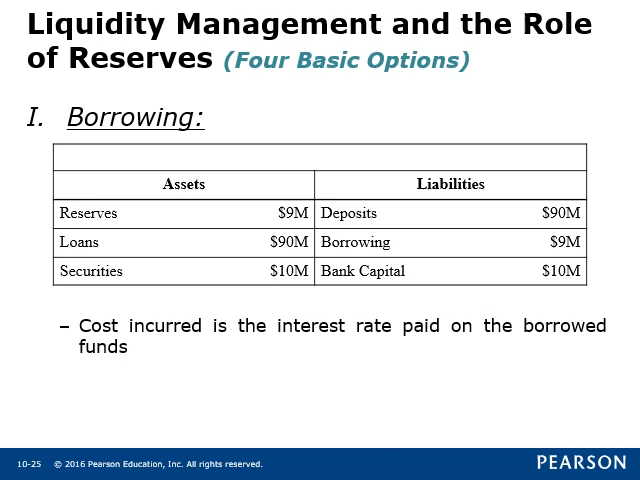 Liquidity Management and the Role
of Reserves (Four Basic Options)
I. Borrowing:
Assets Liabilities
Reserves $9M Deposits $90M
Loans $90M Borrowing $9M
Securities $10M Bank Capital $10M
– Cost incurred is the interest rate paid on the borrowed
funds
10-25 © 2016 Pearson Education, Inc. All rights reserved.
PEARSON